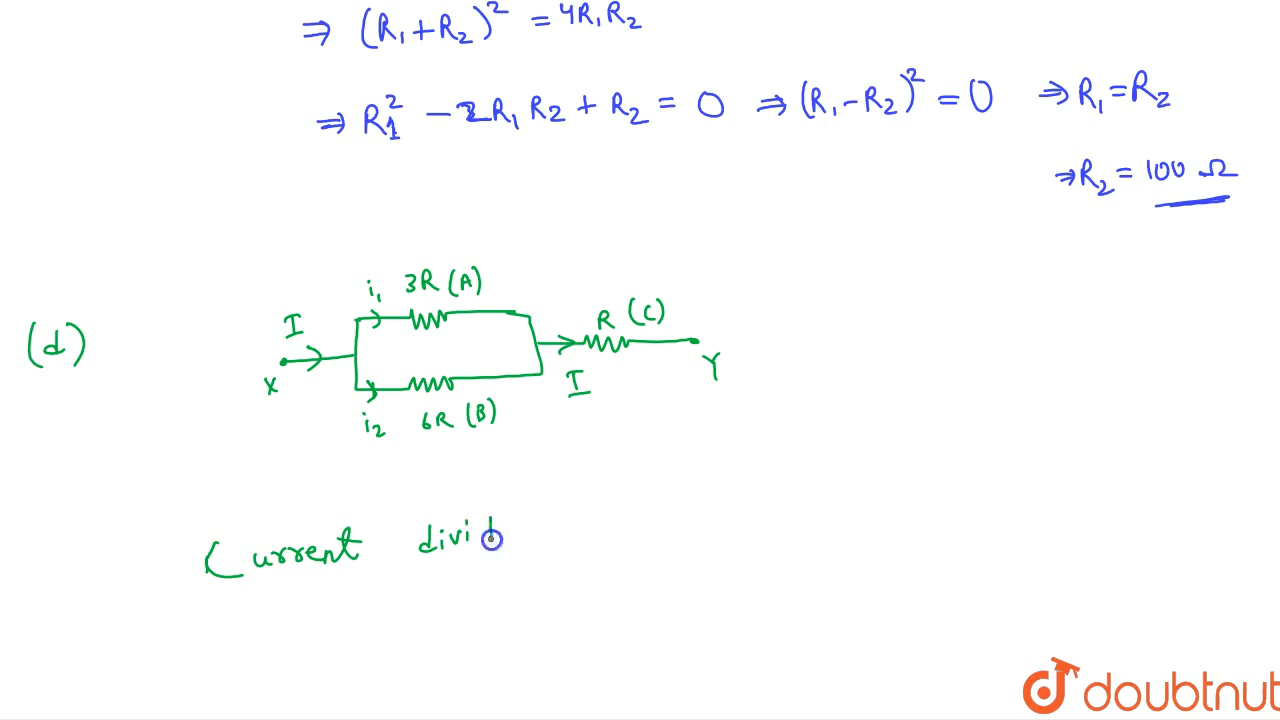 ⇒ (R₁+R₂)² = 4R₁R₂
⇒ R₁² − 2R₁R₂ + R₂ = 0 ⇒ (R₁−R₂)² = 0 ⇒ R₁ = R₂
⇒ R₂ = 100 Ω
(d)
i₁ 3R (A)
I
R (C)
X
I
Y
i₂ 6R (B)
Current divid
doubtnut